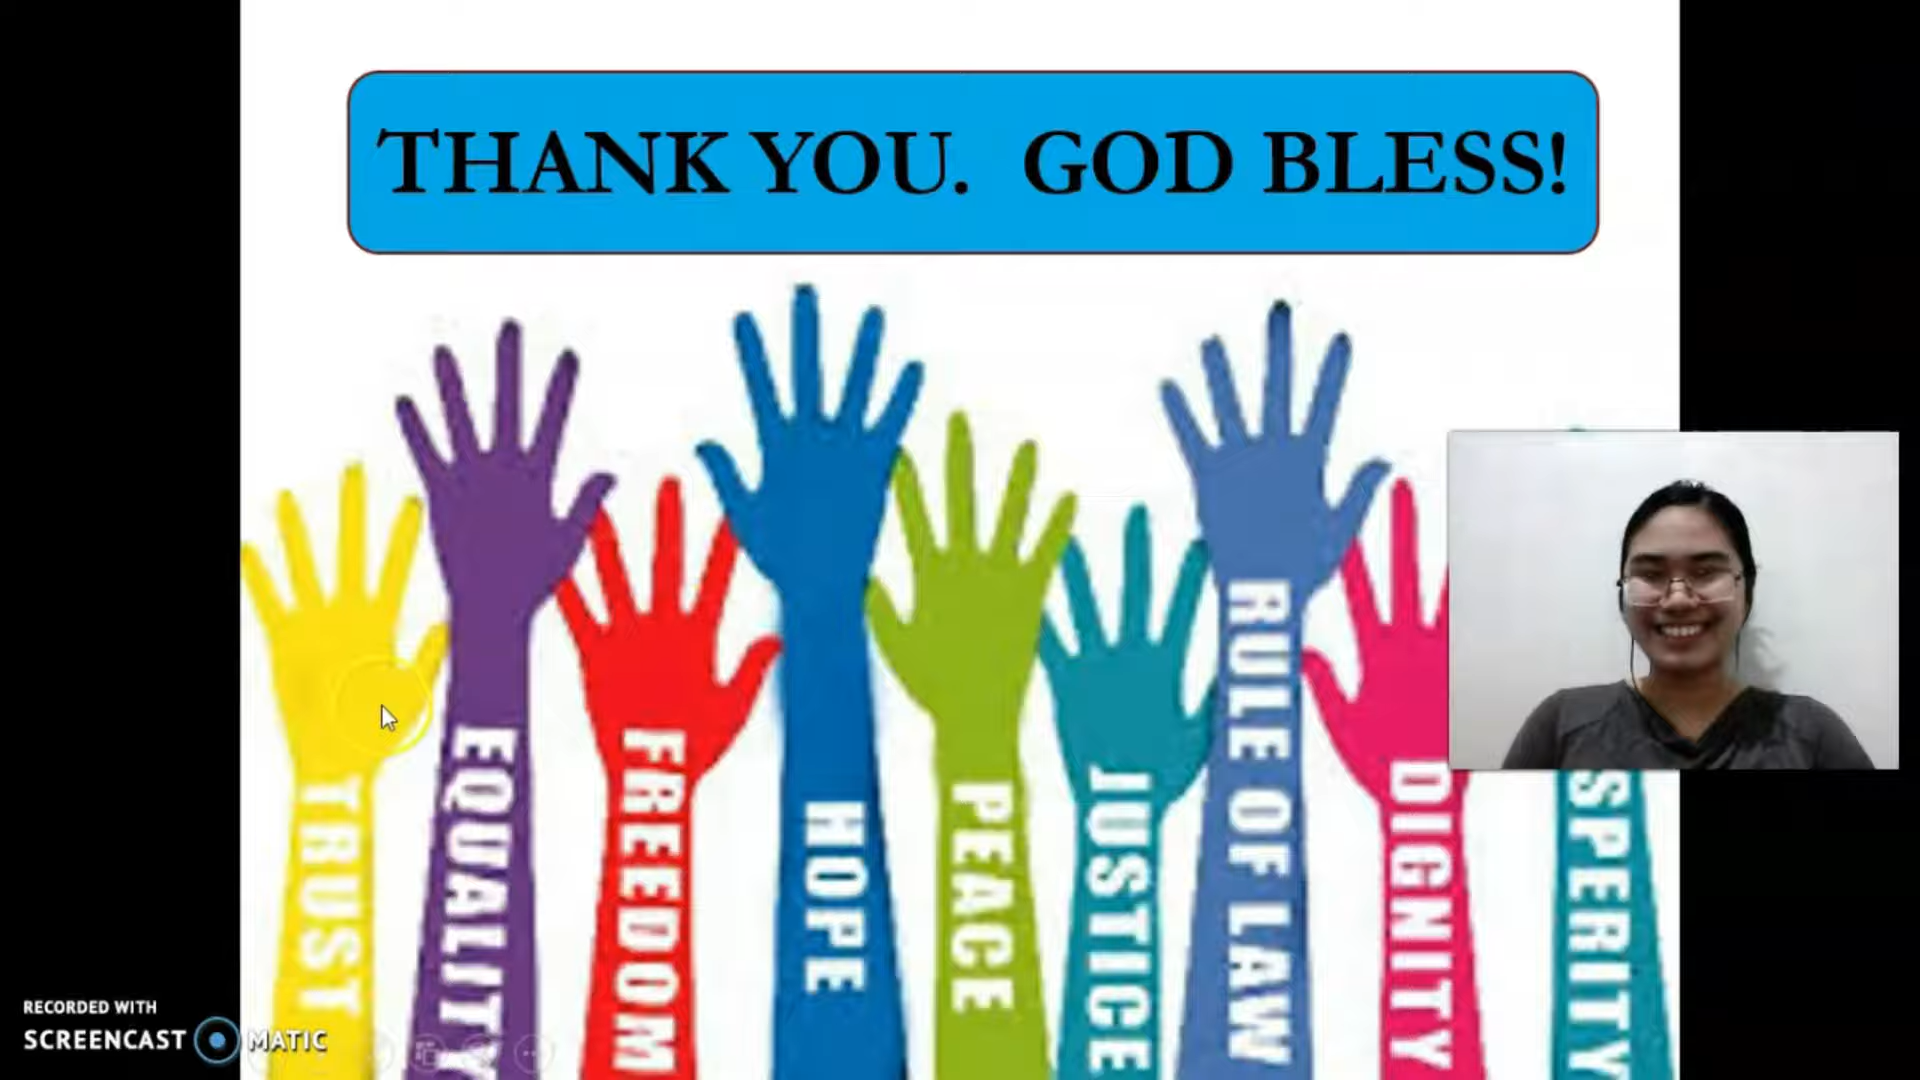 THANK YOU. GOD BLESS!
TRUST
EQUALITY
FREEDOM
HOPE
PEACE
JUSTICE
RULE OF LAW
DIGNITY
SPERITY
RECORDED WITH
SCREENCAST MATIC